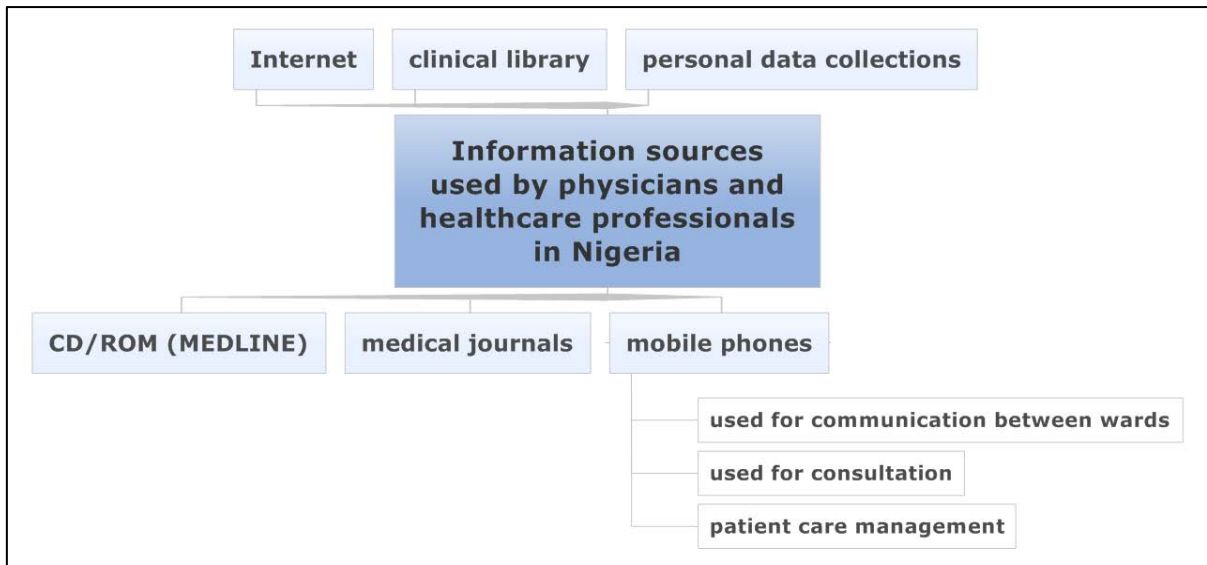 Internet
clinical library
personal data collections
Information sources
used by physicians and
healthcare professionals
in Nigeria
CD/ROM (MEDLINE)
medical journals
mobile phones
used for communication between wards
used for consultation
patient care management